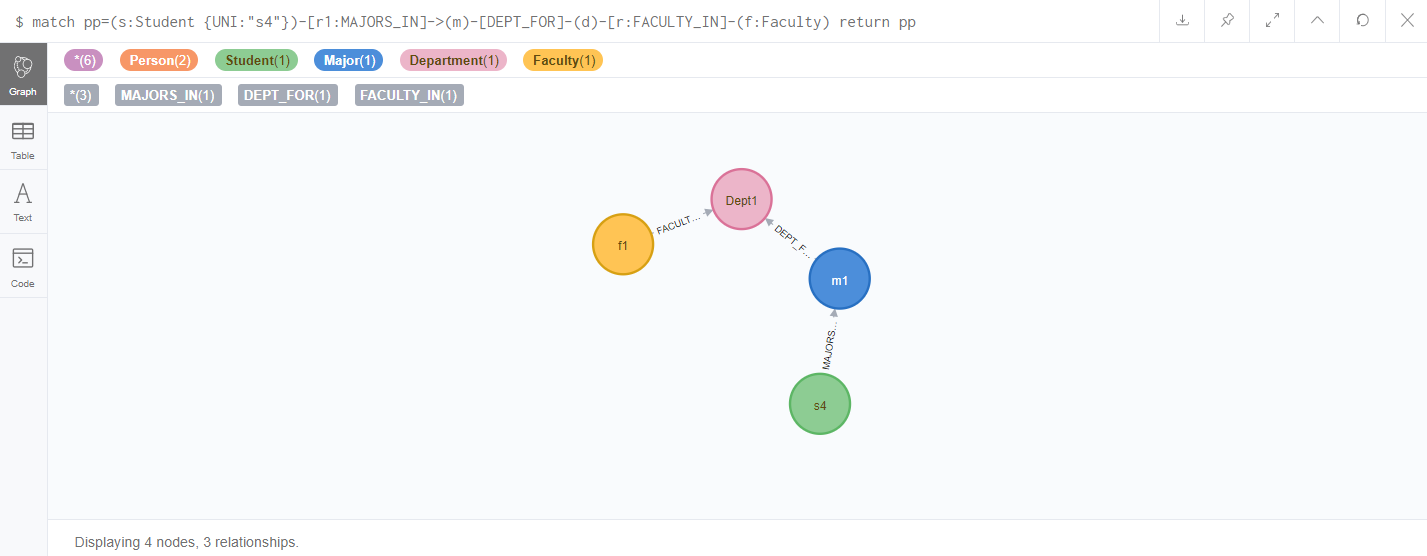 $ match pp=(s:Student {UNI:"s4"})-[r1:MAJORS_IN]->(m)-[DEPT_FOR]-(d)-[r:FACULTY_IN]-(f:Faculty) return pp
*(6) Person(2) Student(1) Major(1) Department(1) Faculty(1)
Graph
*(3) MAJORS_IN(1) DEPT_FOR(1) FACULTY_IN(1)
Table
A
Text
Code
Dept1
FACULT...
DEPT_F...
f1
m1
MAJORS...
s4
Displaying 4 nodes, 3 relationships.